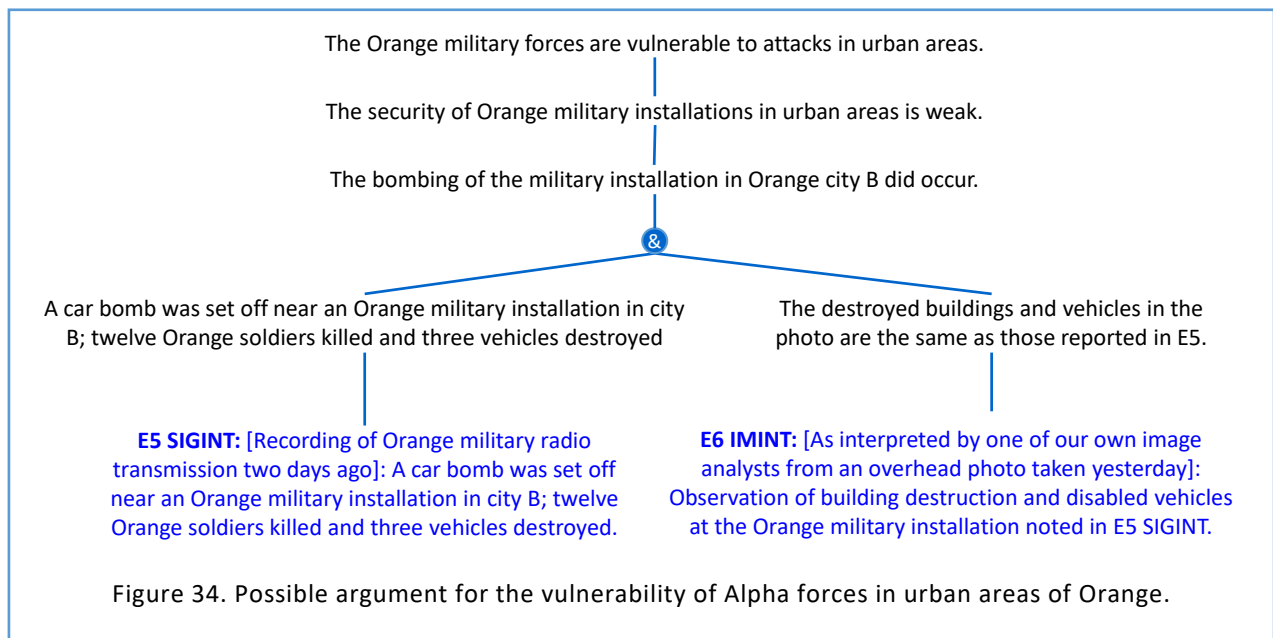 The Orange military forces are vulnerable to attacks in urban areas.
The security of Orange military installations in urban areas is weak.
The bombing of the military installation in Orange city B did occur.
&
A car bomb was set off near an Orange military installation in city
B; twelve Orange soldiers killed and three vehicles destroyed
The destroyed buildings and vehicles in the
photo are the same as those reported in E5.
E5 SIGINT: [Recording of Orange military radio
transmission two days ago]: A car bomb was set off
near an Orange military installation in city B; twelve
Orange soldiers killed and three vehicles destroyed.
E6 IMINT: [As interpreted by one of our own image
analysts from an overhead photo taken yesterday]:
Observation of building destruction and disabled vehicles
at the Orange military installation noted in E5 SIGINT.
Figure 34. Possible argument for the vulnerability of Alpha forces in urban areas of Orange.